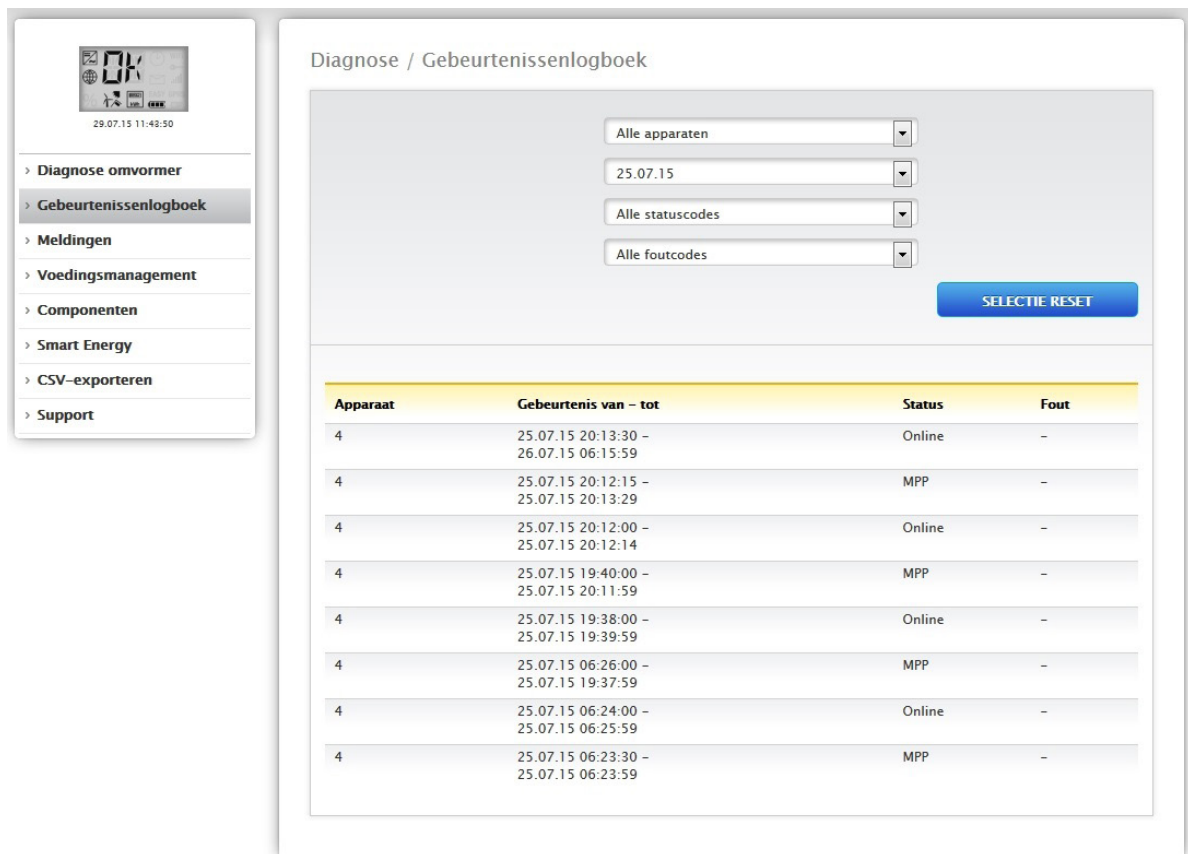 OK
29.07.15 11:43:50
› Diagnose omvormer
› Gebeurtenissenlogboek
› Meldingen
› Voedingsmanagement
› Componenten
› Smart Energy
› CSV-exporteren
› Support
Diagnose / Gebeurtenissenlogboek
Alle apparaten
25.07.15
Alle statuscodes
Alle foutcodes
SELECTIE RESET
Apparaat Gebeurtenis van – tot Status Fout
4 25.07.15 20:13:30 – Online –
26.07.15 06:15:59
4 25.07.15 20:12:15 – MPP –
25.07.15 20:13:29
4 25.07.15 20:12:00 – Online –
25.07.15 20:12:14
4 25.07.15 19:40:00 – MPP –
25.07.15 20:11:59
4 25.07.15 19:38:00 – Online –
25.07.15 19:39:59
4 25.07.15 06:26:00 – MPP –
25.07.15 19:37:59
4 25.07.15 06:24:00 – Online –
25.07.15 06:25:59
4 25.07.15 06:23:30 – MPP –
25.07.15 06:23:59